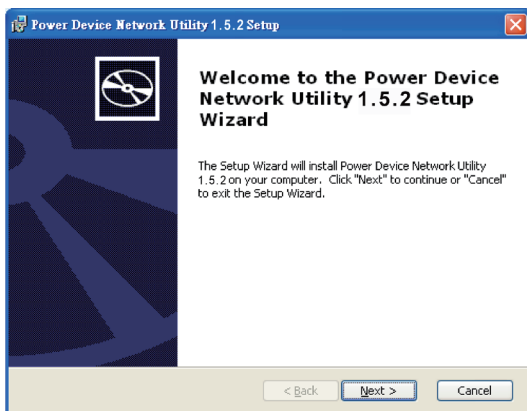 Power Device Network Utility 1.5.2 Setup
Welcome to the Power Device
Network Utility 1.5.2 Setup
Wizard
The Setup Wizard will install Power Device Network Utility
1.5.2 on your computer. Click "Next" to continue or "Cancel"
to exit the Setup Wizard.
< Back
Next >
Cancel